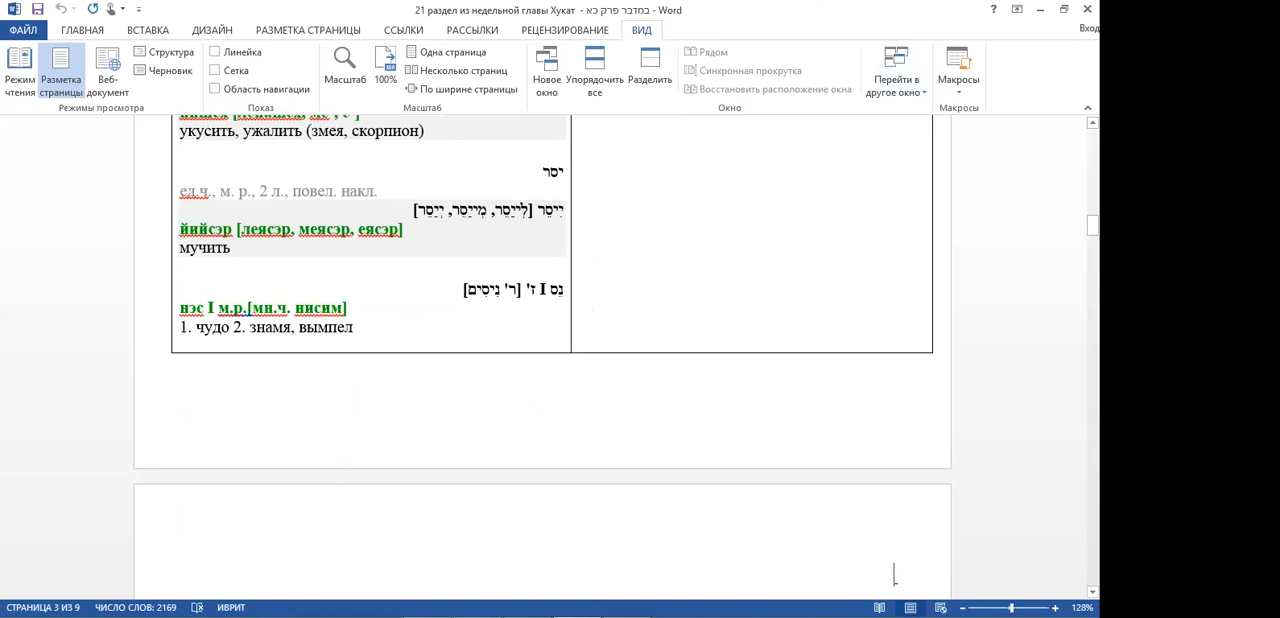 21 раздел из недельной главы Хукат - במדבר פרק כא - Word
ФАЙЛ ГЛАВНАЯ ВСТАВКА ДИЗАЙН РАЗМЕТКА СТРАНИЦЫ ССЫЛКИ РАССЫЛКИ РЕЦЕНЗИРОВАНИЕ ВИД Вход
Режим чтения
Разметка страницы
Веб-документ
Структура
Черновик
Режимы просмотра
Линейка
Сетка
Область навигации
Показ
Масштаб
100%
Одна страница
Несколько страниц
По ширине страницы
Масштаб
Новое окно
Упорядочить все
Разделить
Рядом
Синхронная прокрутка
Восстановить расположение окна
Перейти в другое окно
Окно
Макросы
Макросы
укусить, ужалить (змея, скорпион)
יסר
ед.ч., м. р., 2 л., повел. накл.
יִיסֵר [לְייַסֵר, מְייַסֵר, יְיַסֵר]
йийсэр [леясэр, меясэр, еясэр]
мучить
נֵס I ז' [ר' נִיסִים]
нэс I м.р.[мн.ч. нисим]
1. чудо 2. знамя, вымпел
СТРАНИЦА 3 ИЗ 9 ЧИСЛО СЛОВ: 2169 ИВРИТ 128%